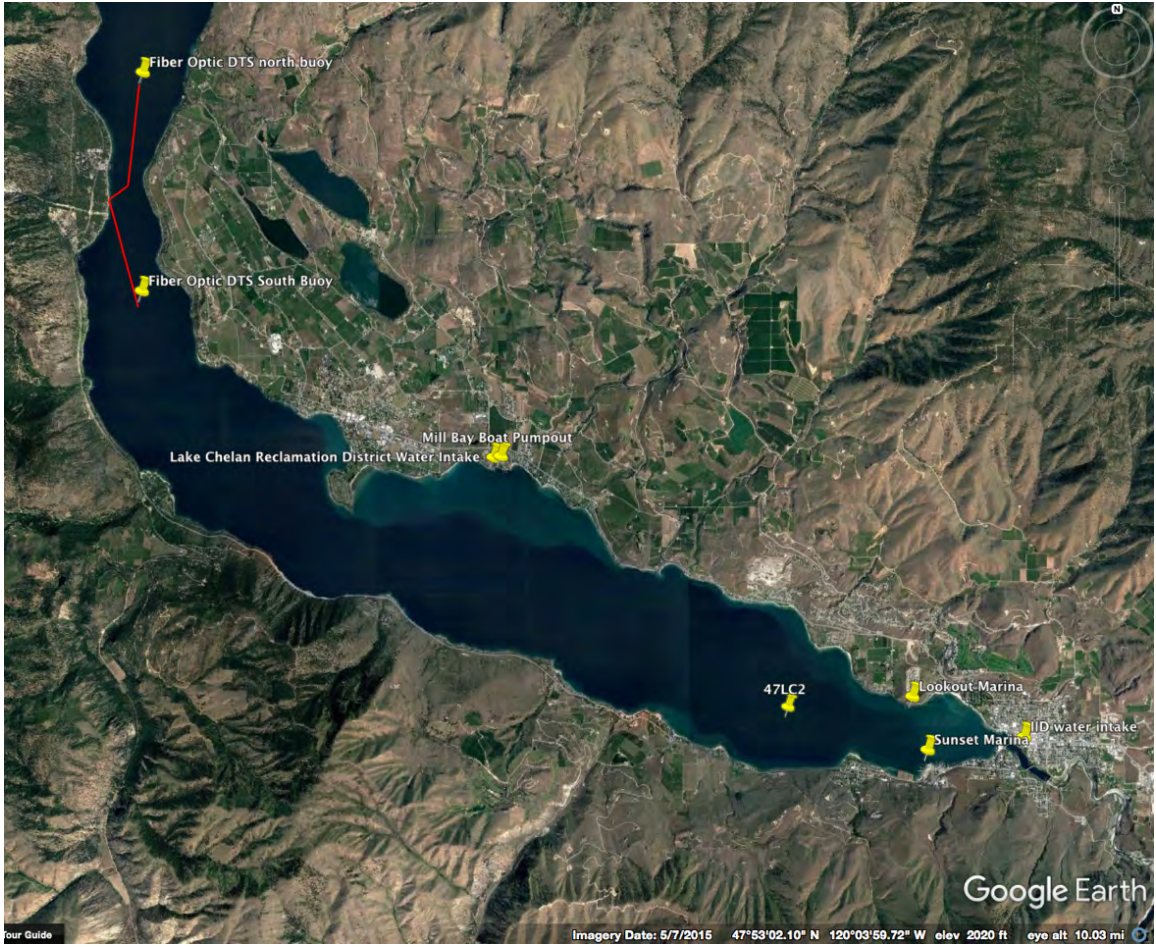 N
Fiber Optic DTS north buoy
Fiber Optic DTS South Buoy
Mill Bay Boat Pumpout
Lake Chelan Reclamation District Water Intake
47LC2
Lookout Marina
IID water intake
Sunset Marina
Google Earth
Tour Guide
Imagery Date: 5/7/2015 47°53'02.10" N 120°03'59.72" W elev 2020 ft eye alt 10.03 mi